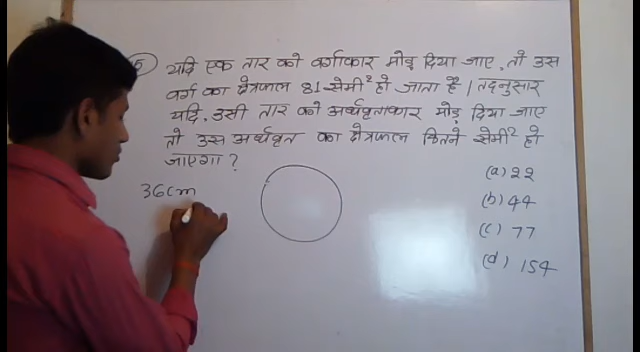 5
यदि एक तार को वर्गाकार मोड़ दिया जाए, तो उस
वर्ग का क्षेत्रफल 81 सेमी² हो जाता है। तदनुसार
यदि, उसी तार को अर्धवृत्ताकार मोड़ दिया जाए
तो उस अर्धवृत का क्षेत्रफल कितने सेमी² हो
जाएगा ?
(a) 22
36cm
(b) 44
(c) 77
(d) 154